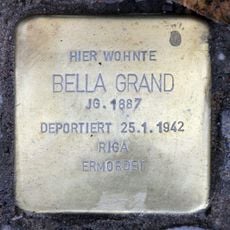 HIER WOHNTE
BELLA GRAND
JG. 1887
DEPORTIERT 25.1.1942
RIGA
ERMORDET